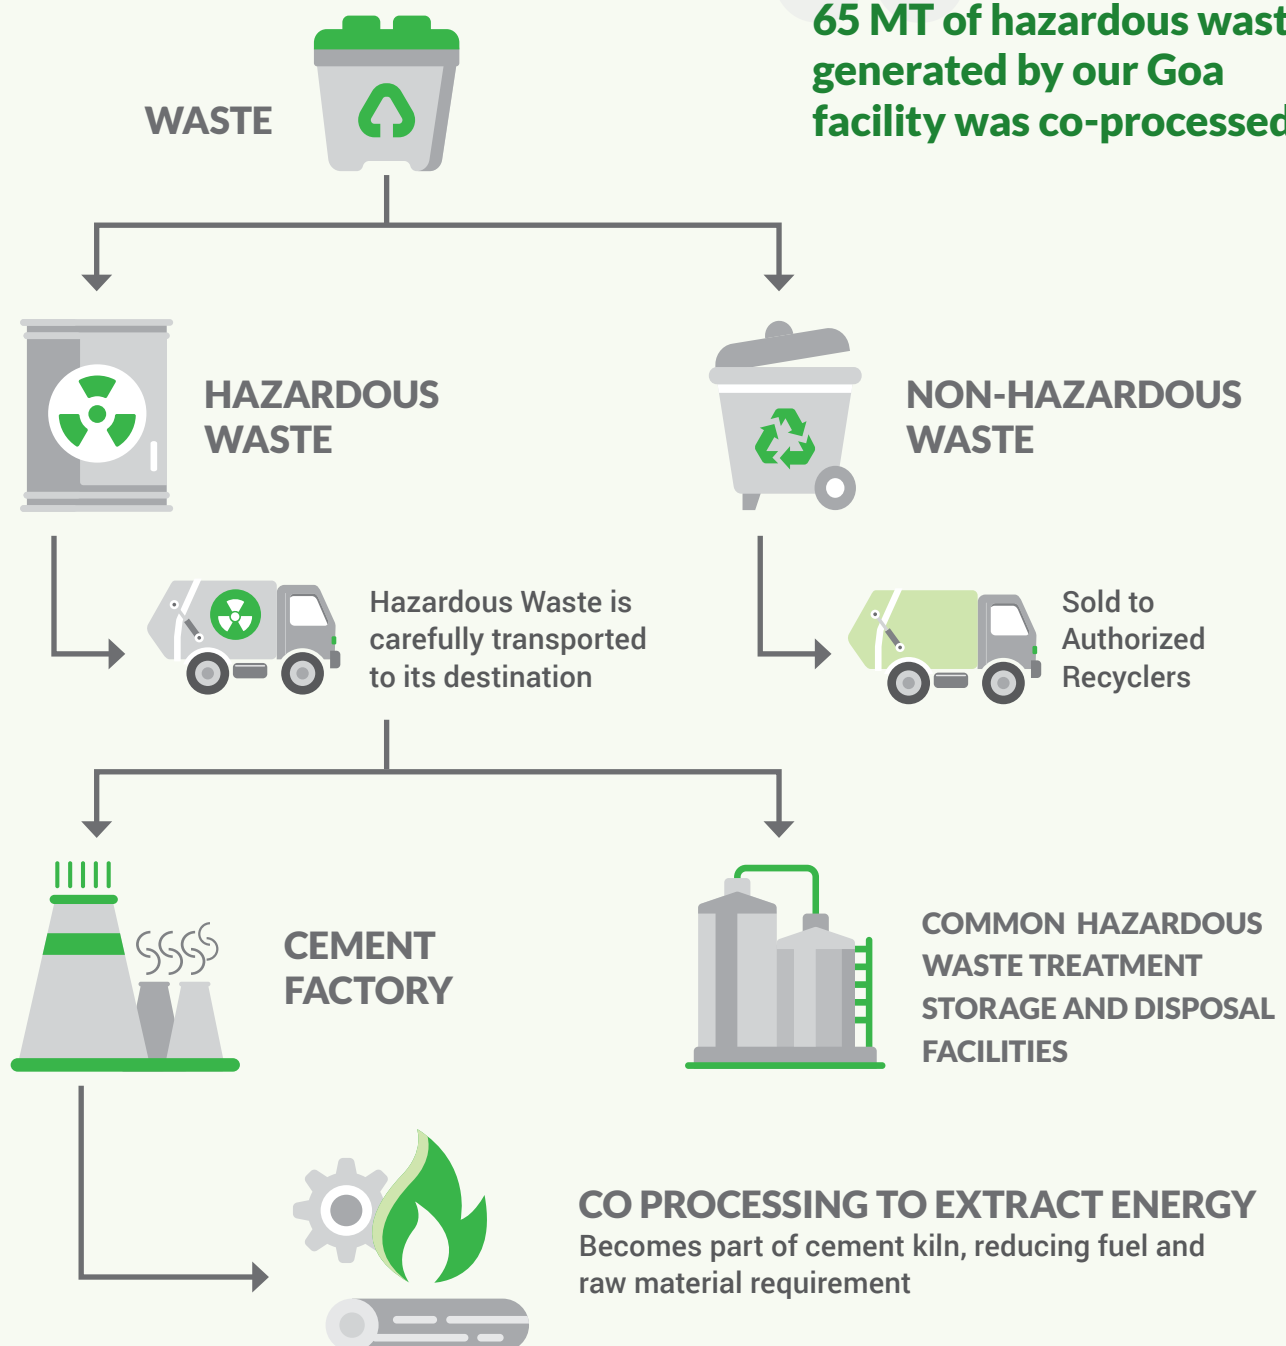 65 MT of hazardous
generated by our Goa
facility was co-processed
WASTE
HAZARDOUS
WASTE
NON-HAZARDOUS
WASTE
Hazardous Waste is
carefully transported
to its destination
Sold to
Authorized
Recyclers
CEMENT
FACTORY
COMMON HAZARDOUS
WASTE TREATMENT
STORAGE AND DISPOSAL
FACILITIES
CO PROCESSING TO EXTRACT ENERGY
Becomes part of cement kiln, reducing fuel and
raw material requirement